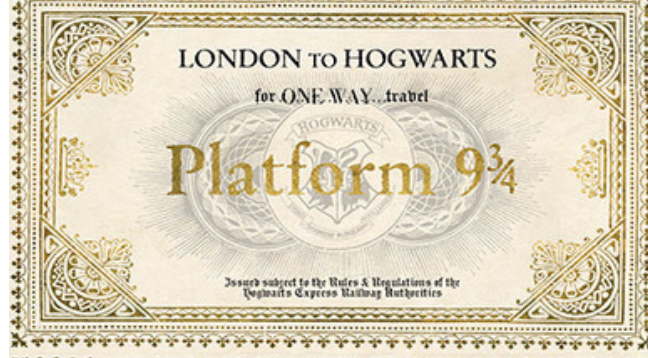 LONDON TO HOGWARTS
for ONE WAY...travel
HOGWARTS
Platform 9¾
Issued subject to the Rules & Regulations of the
Hogwarts Express Railway Authorities